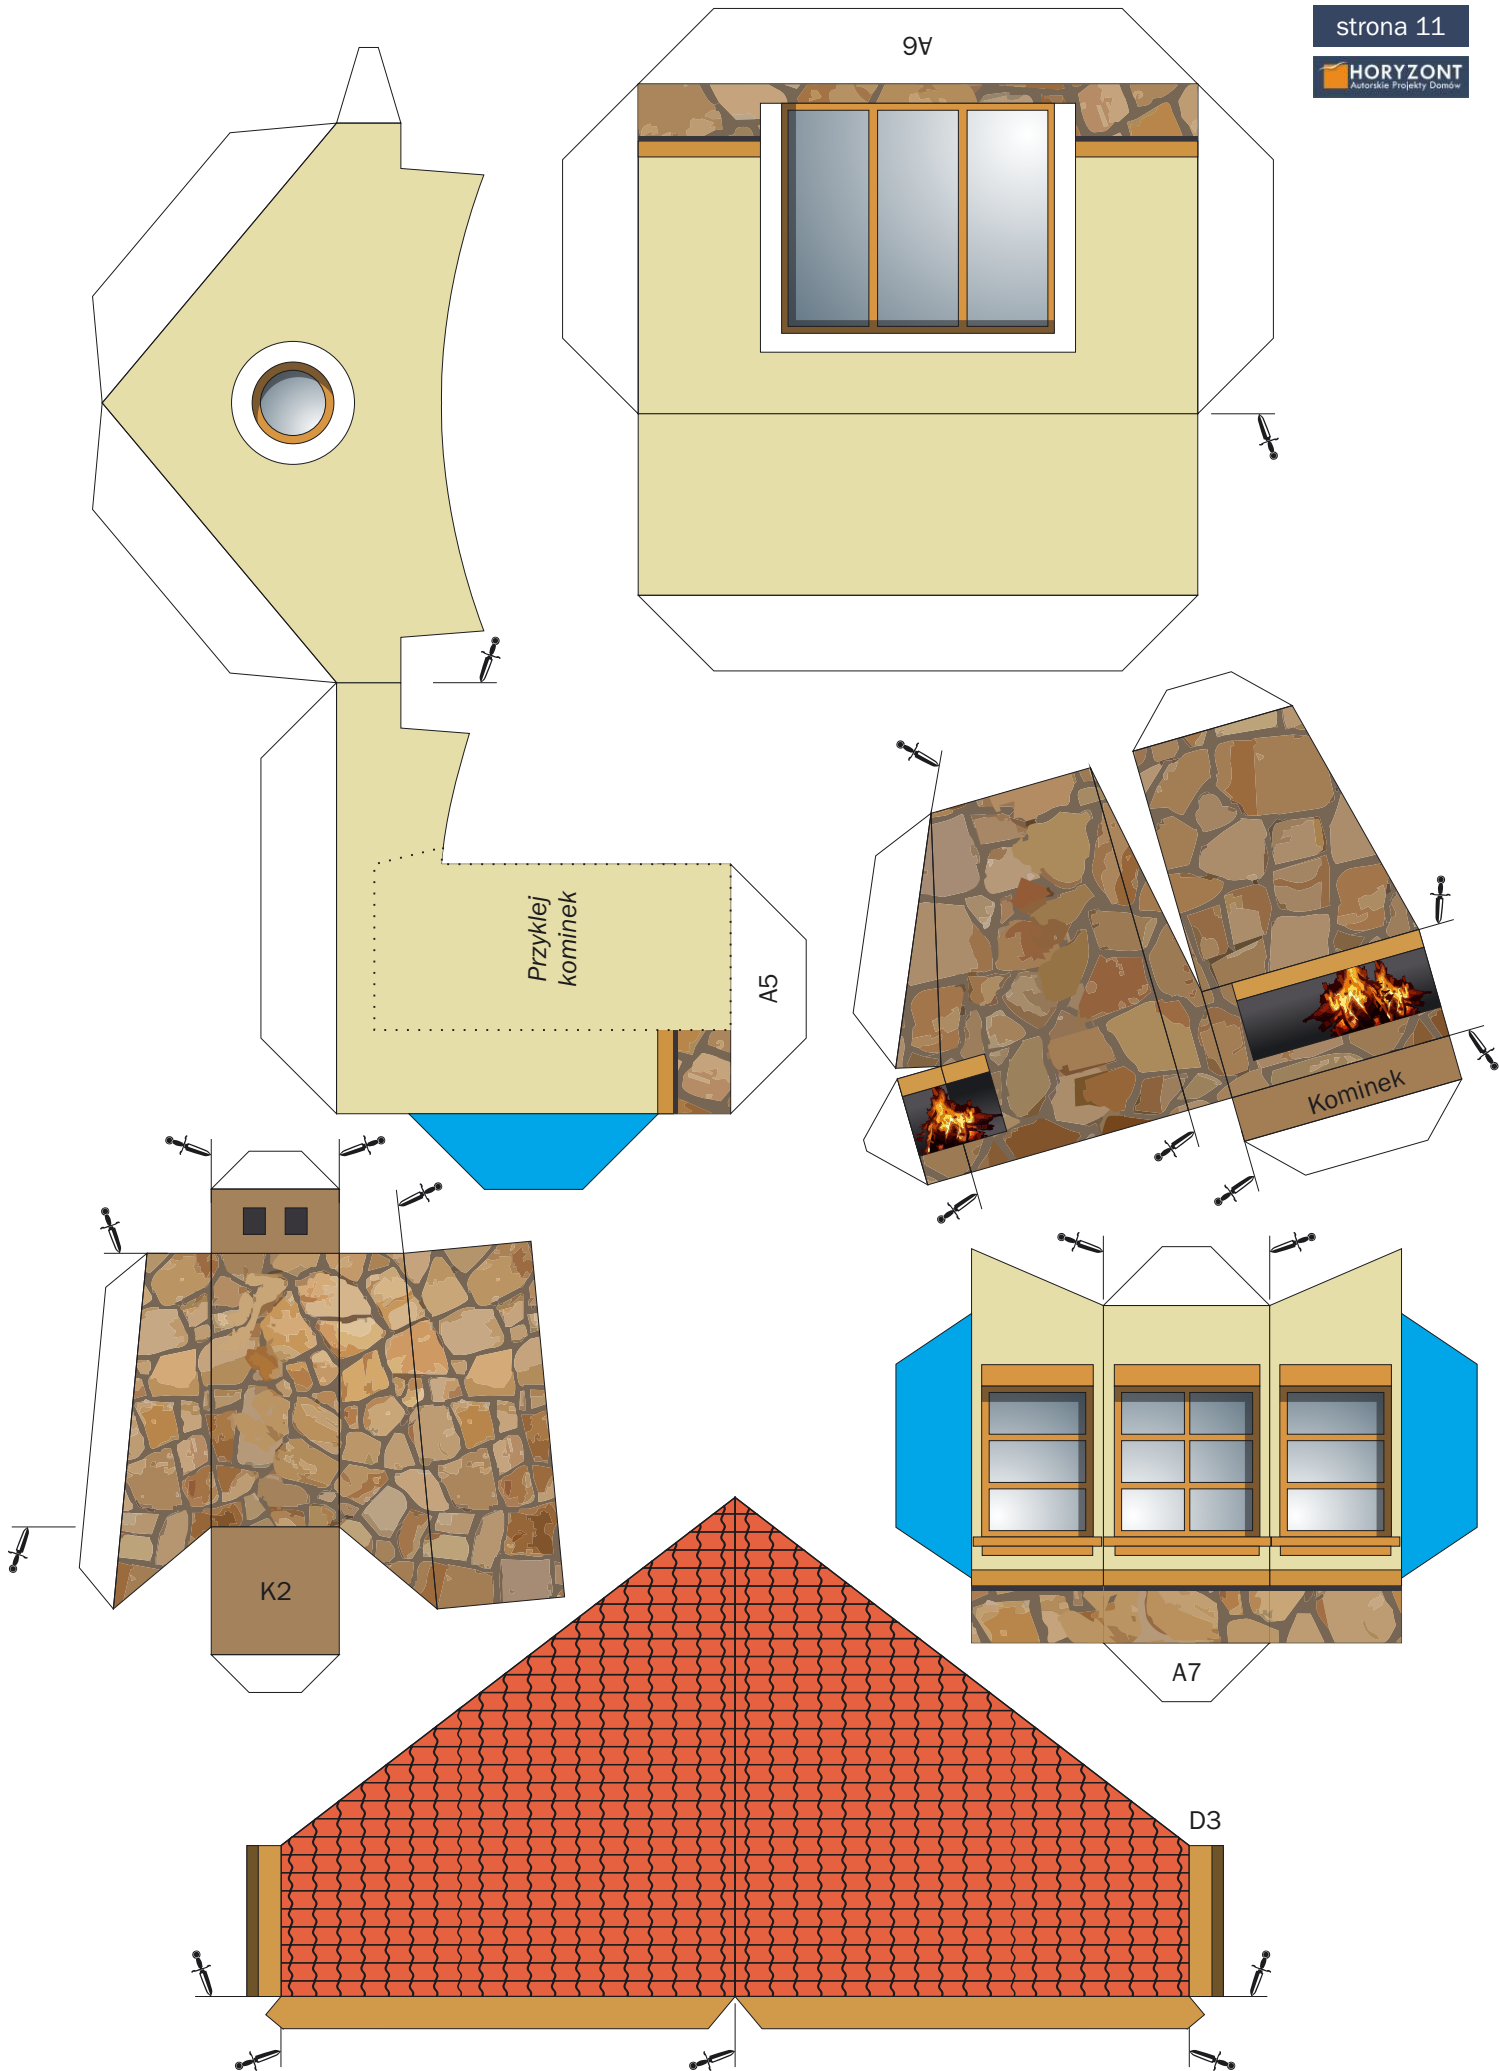 strona 11
HORYZONT
Autorskie Projekty Domów
A6
Przyklej
kominek
A5
Kominek
K2
A7
D3